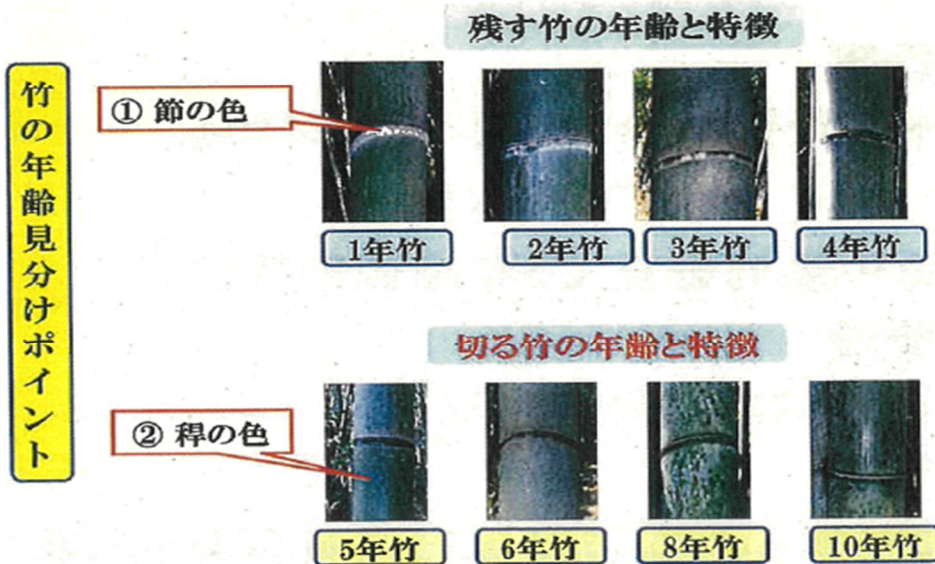 残す竹の年齢と特徴
竹の年齢見分けポイント
① 節の色
1年竹
2年竹
3年竹
4年竹
切る竹の年齢と特徴
② 稈の色
5年竹
6年竹
8年竹
10年竹